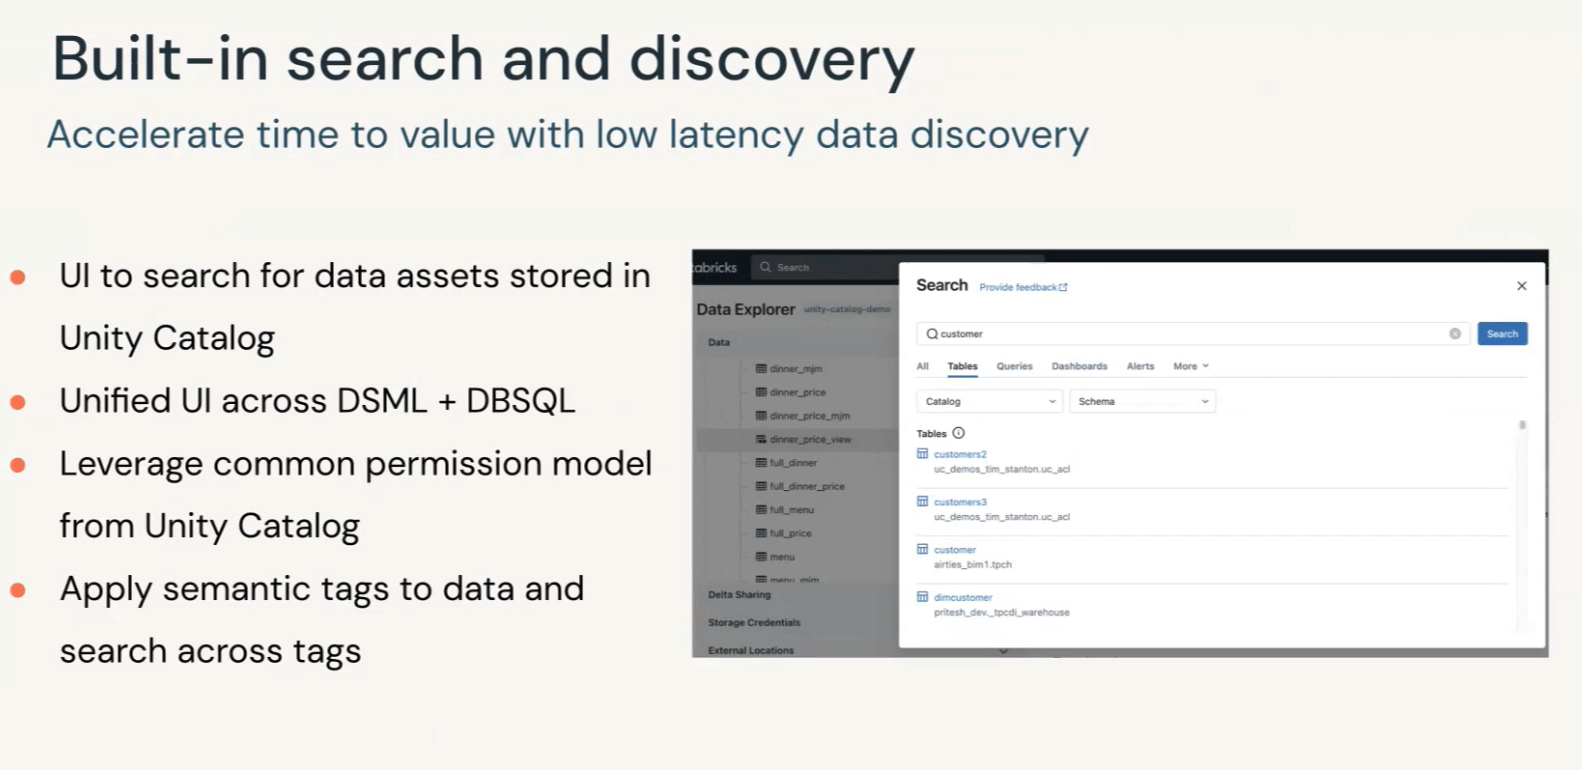 Built-in search and discovery
Accelerate time to value with low latency data discovery
UI to search for data assets stored in
Unity Catalog
Unified UI across DSML + DBSQL
Leverage common permission model
from Unity Catalog
Apply semantic tags to data and
search across tags
abricks
Search
Data Explorer unity-catalog-demo
Data
dinner_mjm
dinner_price
dinner_price_mjm
dinner_price_view
full_dinner
full_dinner_price
full_menu
full_price
menu
menu_mjm
Delta Sharing
Storage Credentials
External Locations
Search Provide feedback
customer
Search
All Tables Queries Dashboards Alerts More
Catalog Schema
Tables
customers2
uc_demos_tim_stanton.uc_acl
customers3
uc_demos_tim_stanton.uc_acl
customer
airties_bim1.tpch
dimcustomer
pritesh_dev._tpcdi_warehouse